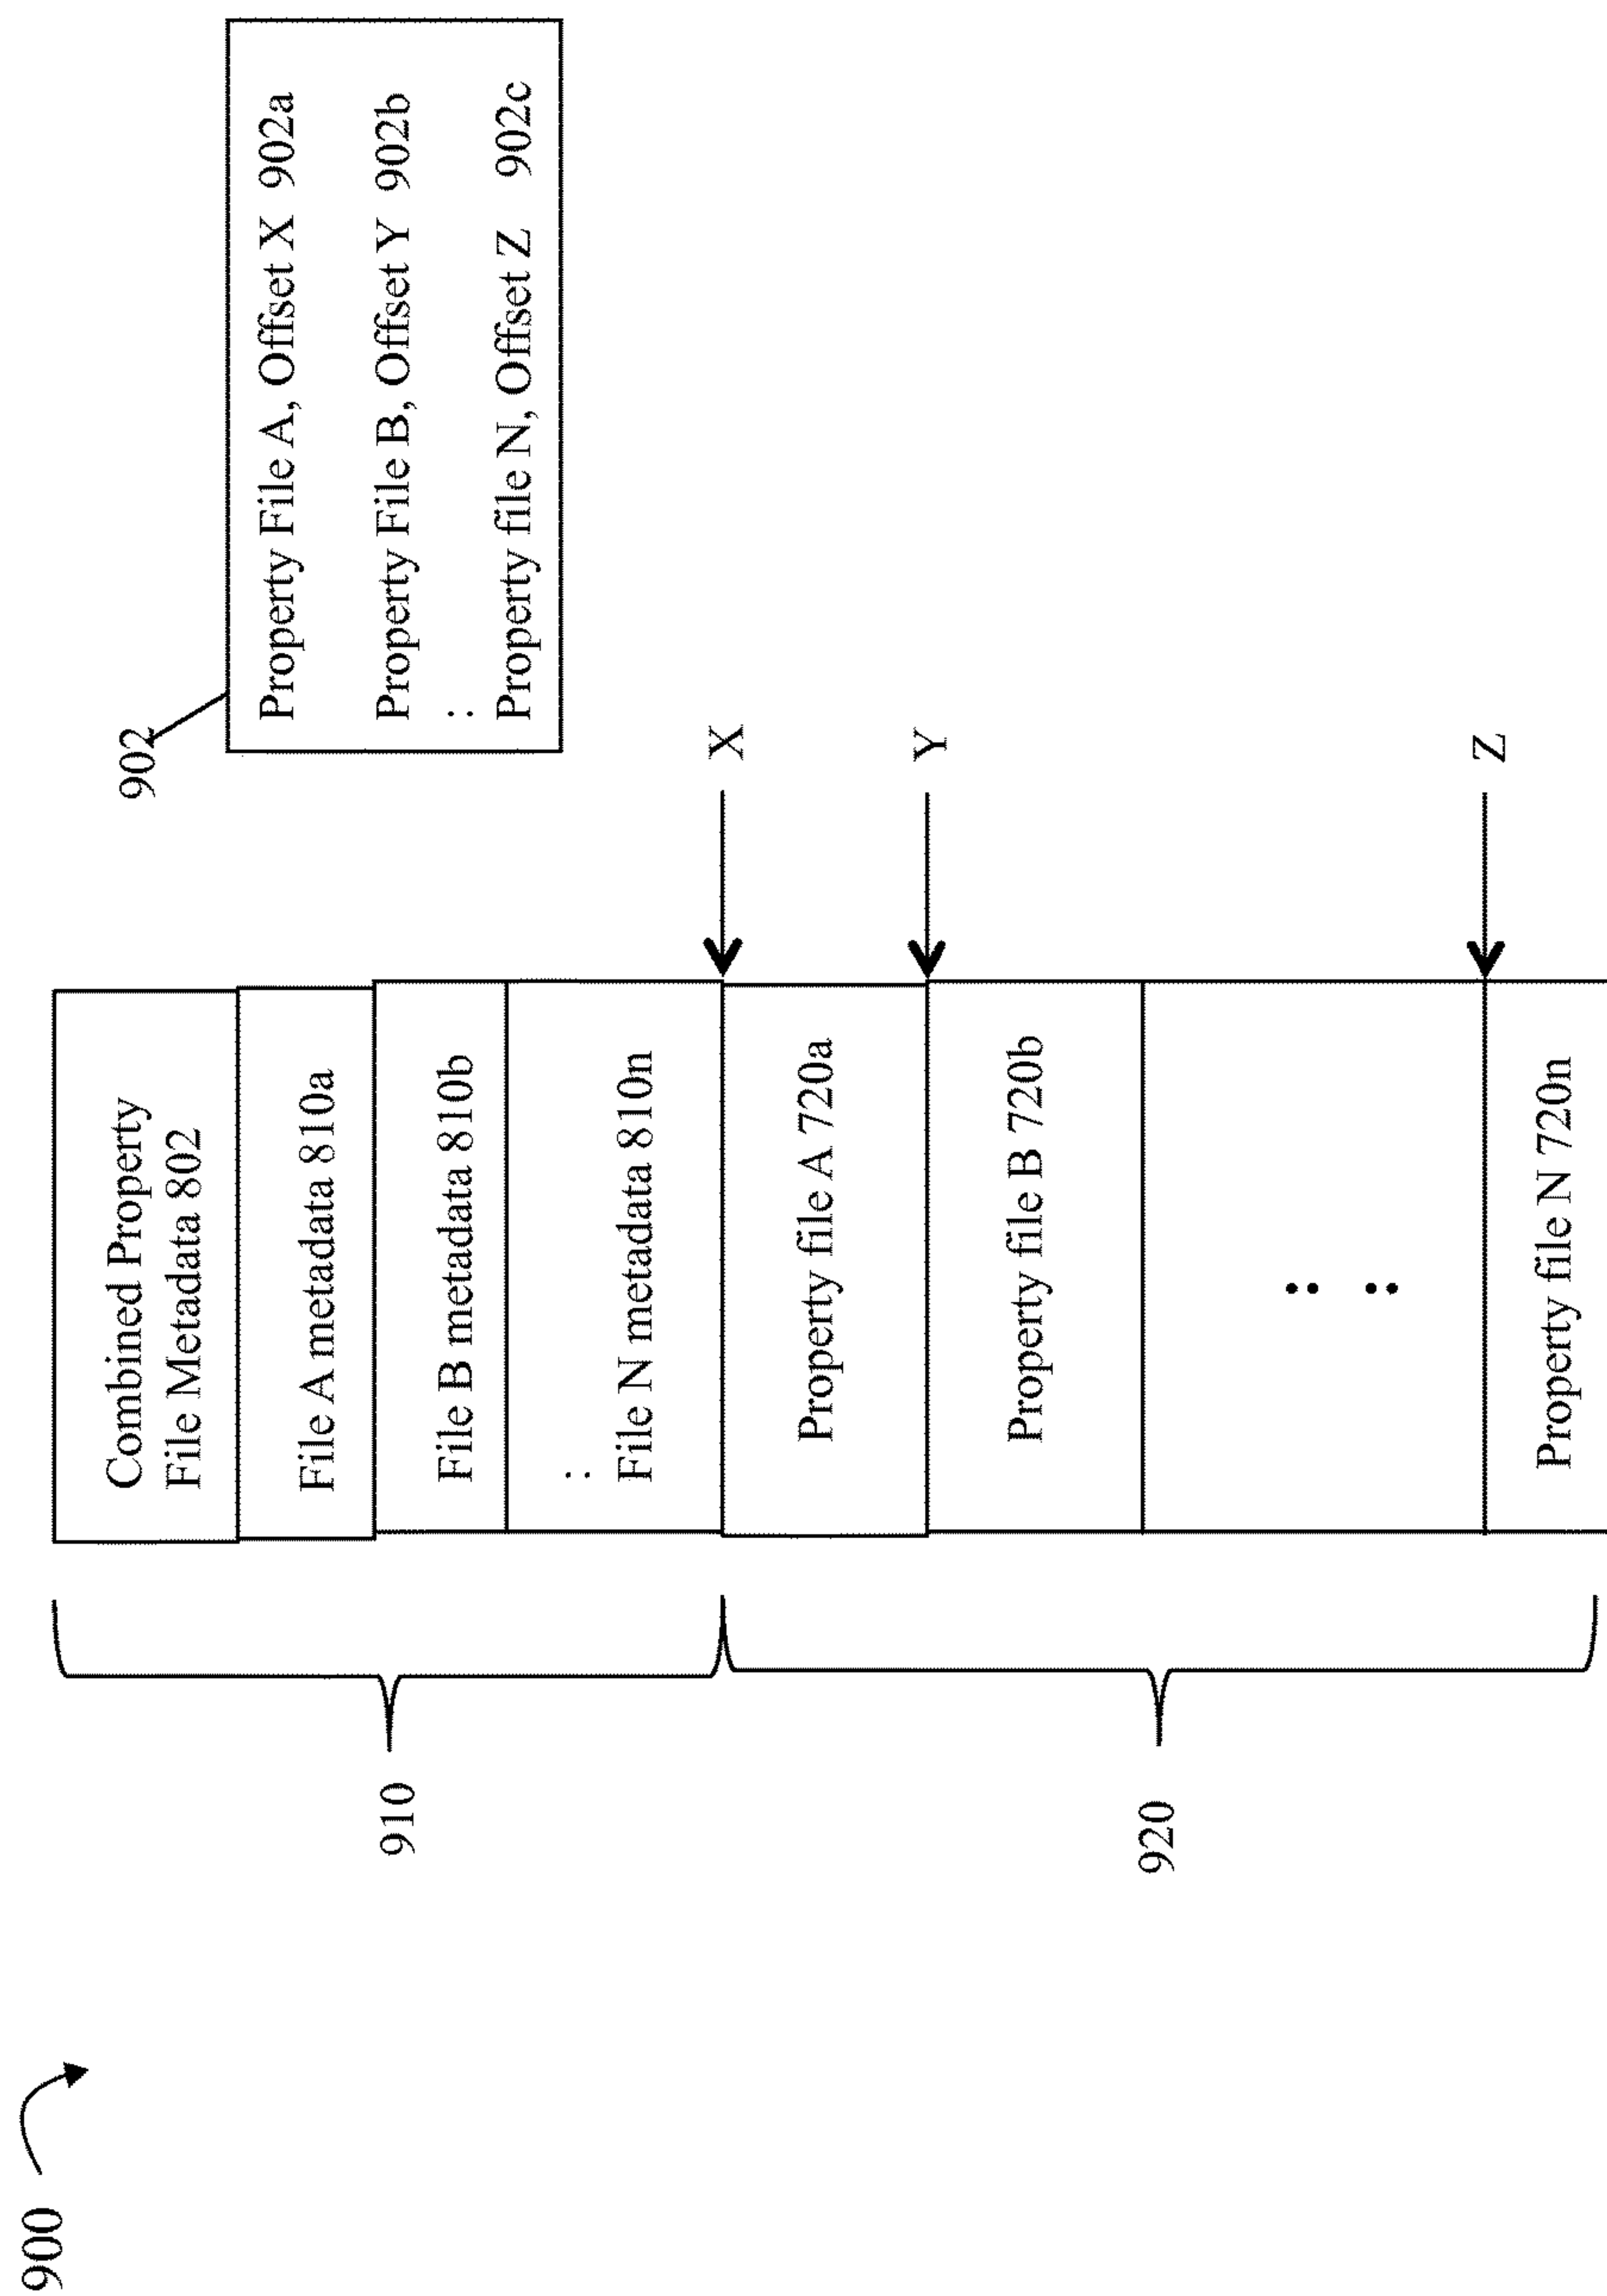 900
902
Property File A, Offset X 902a
Property File B, Offset Y 902b
:
Property file N, Offset Z 902c
Combined Property
File Metadata 802
File A metadata 810a
File B metadata 810b
:
File N metadata 810n
910
X
Property file A 720a
Y
Property file B 720b
: :
920
Z
Property file N 720n